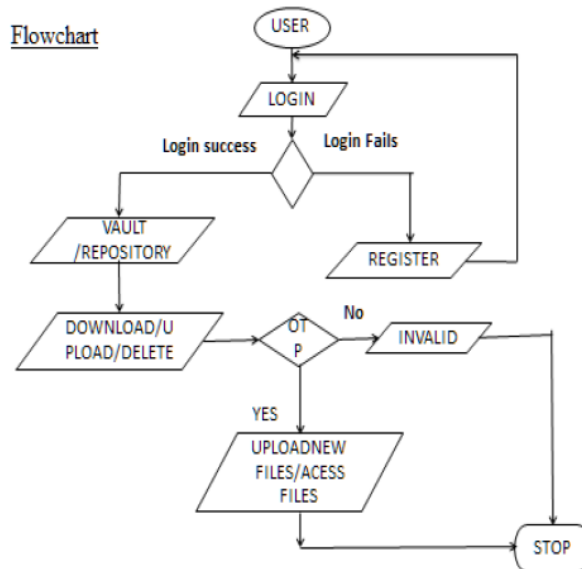 Flowchart
USER
LOGIN
Login success
Login Fails
VAULT
/REPOSITORY
REGISTER
DOWNLOAD/U
PLOAD/DELETE
OT
P
No
INVALID
YES
UPLOADNEW
FILES/ACESS
FILES
STOP